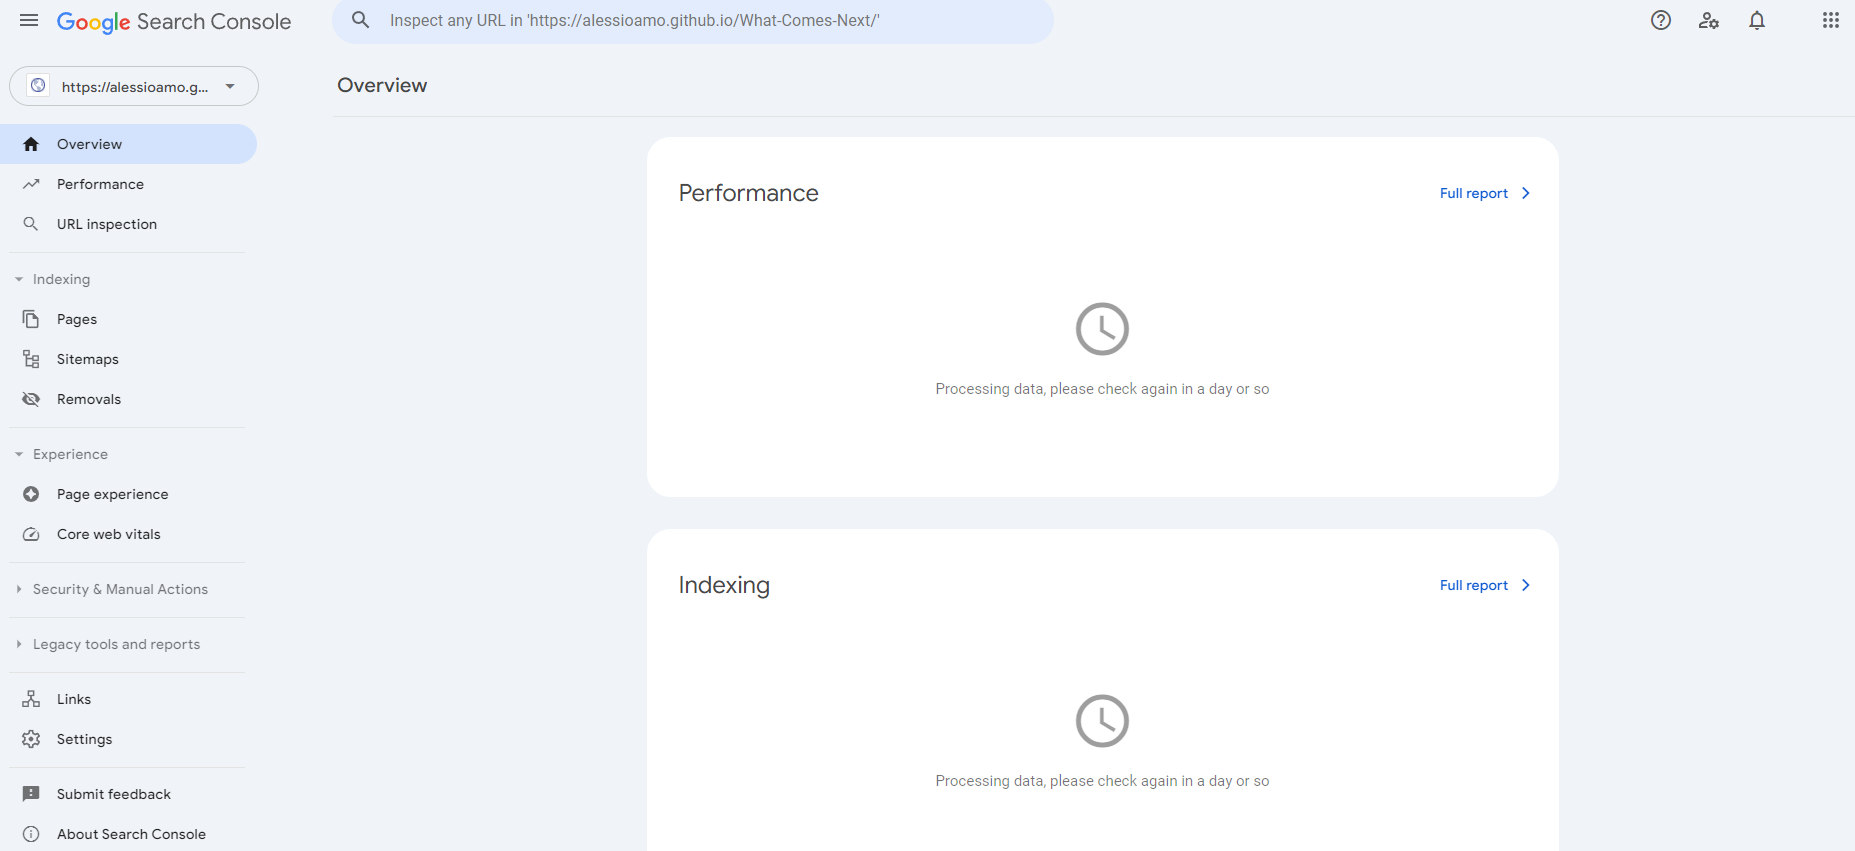 Google Search Console
Inspect any URL in 'https://alessioamo.github.io/What-Comes-Next/'
https://alessioamo.g...
Overview
Overview
Performance
URL inspection
Indexing
Pages
Sitemaps
Removals
Experience
Page experience
Core web vitals
Security & Manual Actions
Legacy tools and reports
Links
Settings
Submit feedback
About Search Console
Performance
Full report
Processing data, please check again in a day or so
Indexing
Full report
Processing data, please check again in a day or so